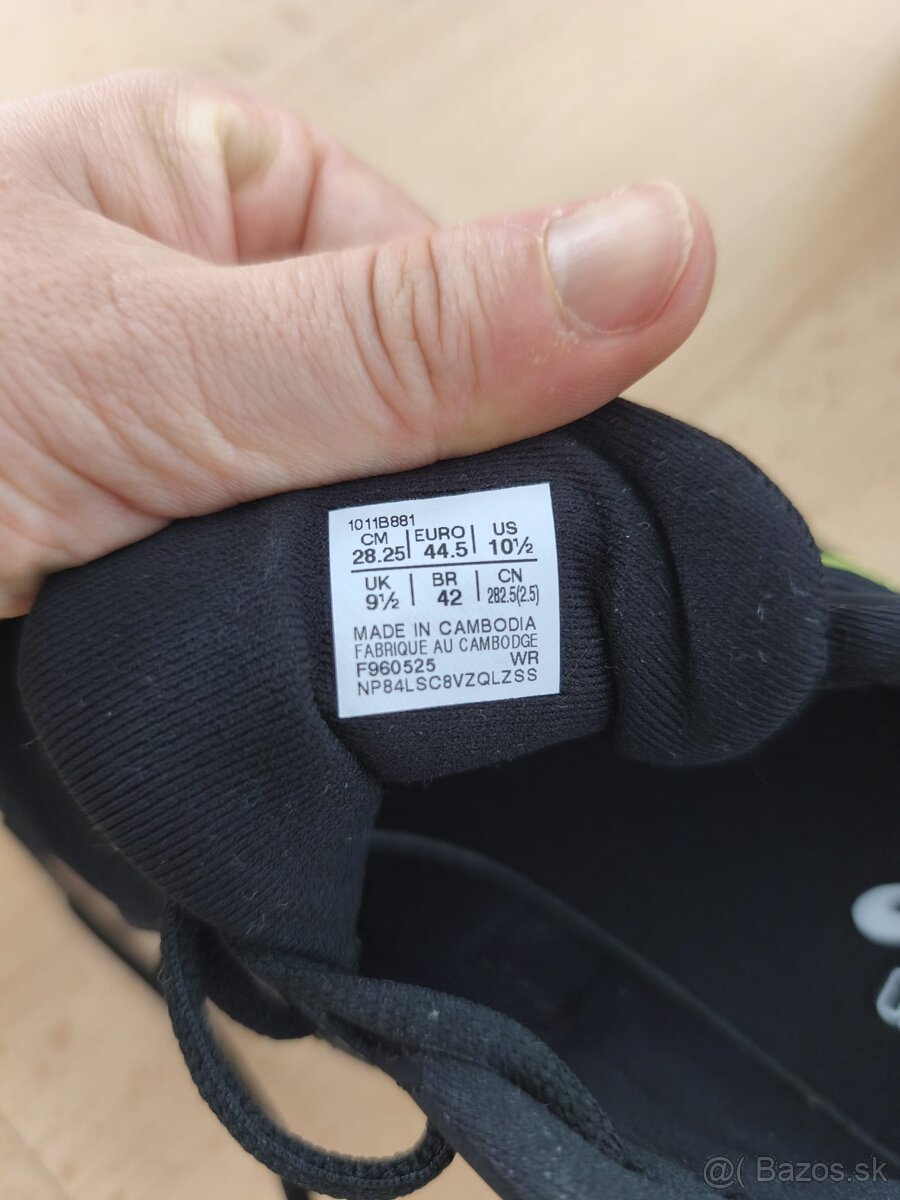 1011B881
CM | EURO | US
28.25 | 44.5 | 10½
UK | BR | CN
9½ | 42 | 282.5(2.5)
MADE IN CAMBODIA
FABRIQUE AU CAMBODGE
F960525 WR
NP84LSC8VZQLZSS
@( Bazos.sk